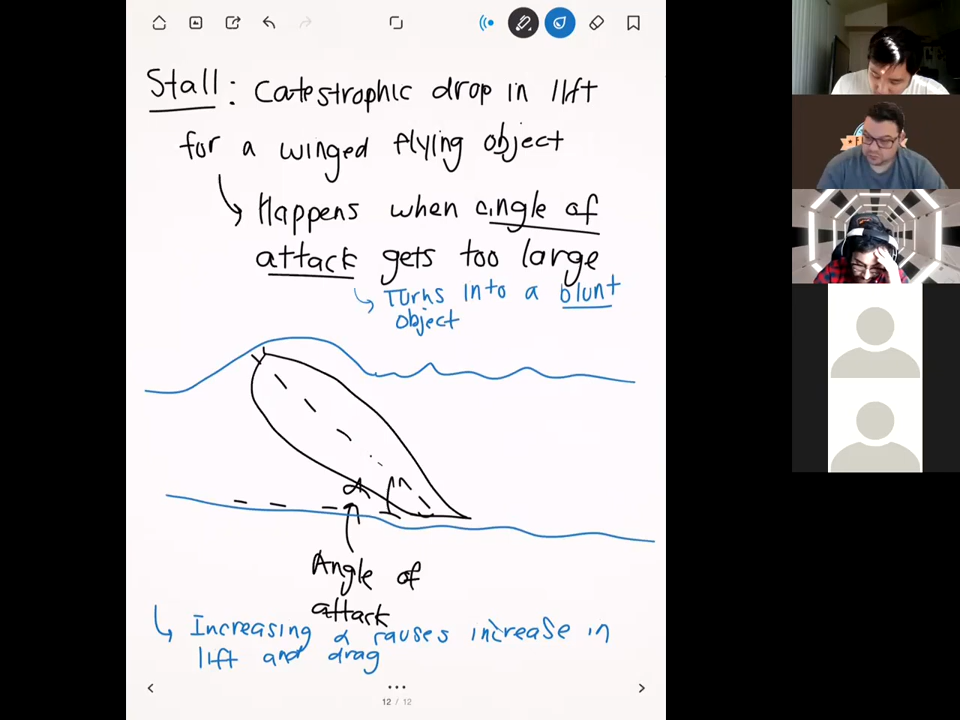 Stall: Catestrophic drop in lift
for a winged flying object
Happens when angle of
attack gets too large
Turns into a blunt
object
α
Angle of
attack
Increasing α causes increase in
lift and drag
12 / 12